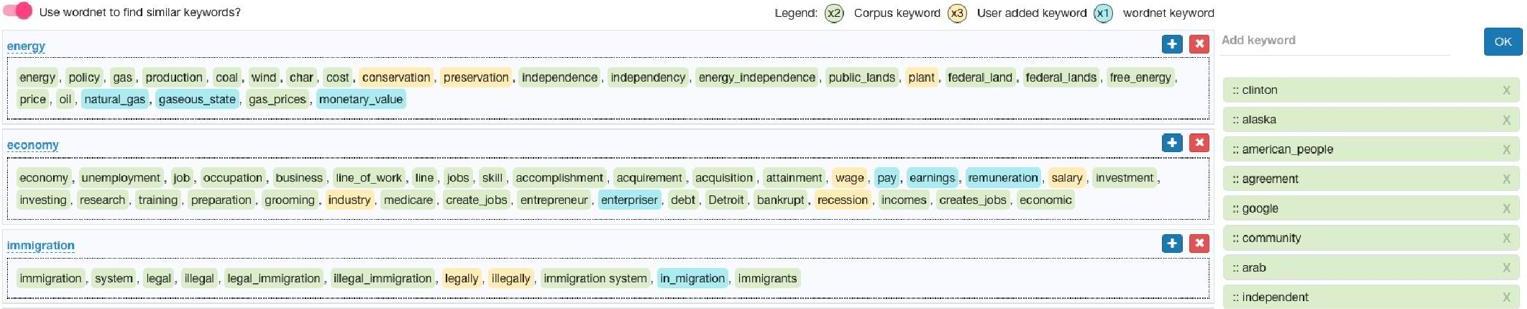 Use wordnet to find similar keywords?
Legend: x2 Corpus keyword x3 User added keyword x1 wordnet keyword
energy
energy, policy, gas, production, coal, wind, char, cost, conservation, preservation, independence, independency, energy_independence, public_lands, plant, federal_land, federal_lands, free_energy,
price, oil, natural_gas, gaseous_state, gas_prices, monetary_value
economy
economy, unemployment, job, occupation, business, line_of_work, line, jobs, skill, accomplishment, acquirement, acquisition, attainment, wage, pay, earnings, remuneration, salary, investment,
investing, research, training, preparation, grooming, industry, medicare, create_jobs, entrepreneur, enterpriser, debt, Detroit, bankrupt, recession, incomes, creates_jobs, economic
immigration
immigration, system, legal, illegal, legal_immigration, illegal_immigration, legally, illegally, immigration system, in_migration, immigrants
Add keyword
OK
:: clinton X
:: alaska X
:: american_people X
:: agreement X
:: google X
:: community X
:: arab X
:: independent X